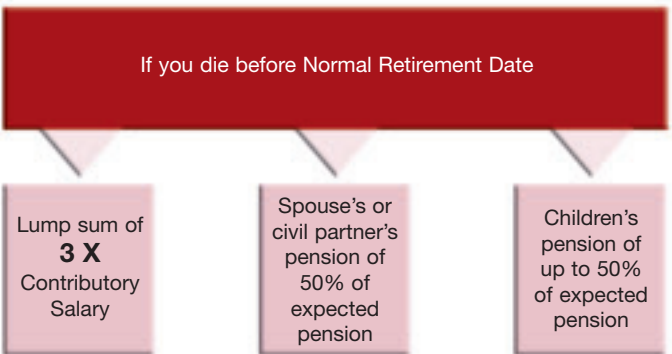 If you die before Normal Retirement Date
Lump sum of
3 X
Contributory
Salary
Spouse's or
civil partner's
pension of
50% of
expected
pension
Children's
pension of
up to 50%
of expected
pension